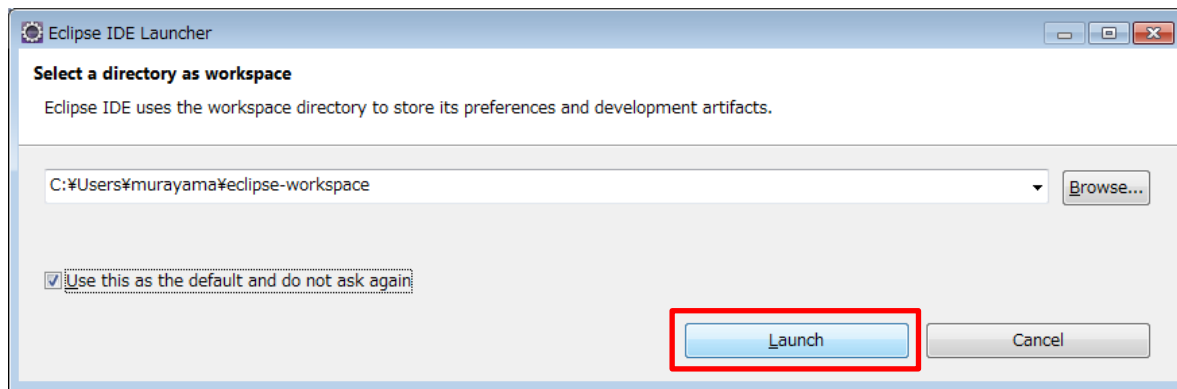 Eclipse IDE Launcher
Select a directory as workspace
Eclipse IDE uses the workspace directory to store its preferences and development artifacts.
C:¥Users¥murayama¥eclipse-workspace
Browse...
Use this as the default and do not ask again
Launch
Cancel